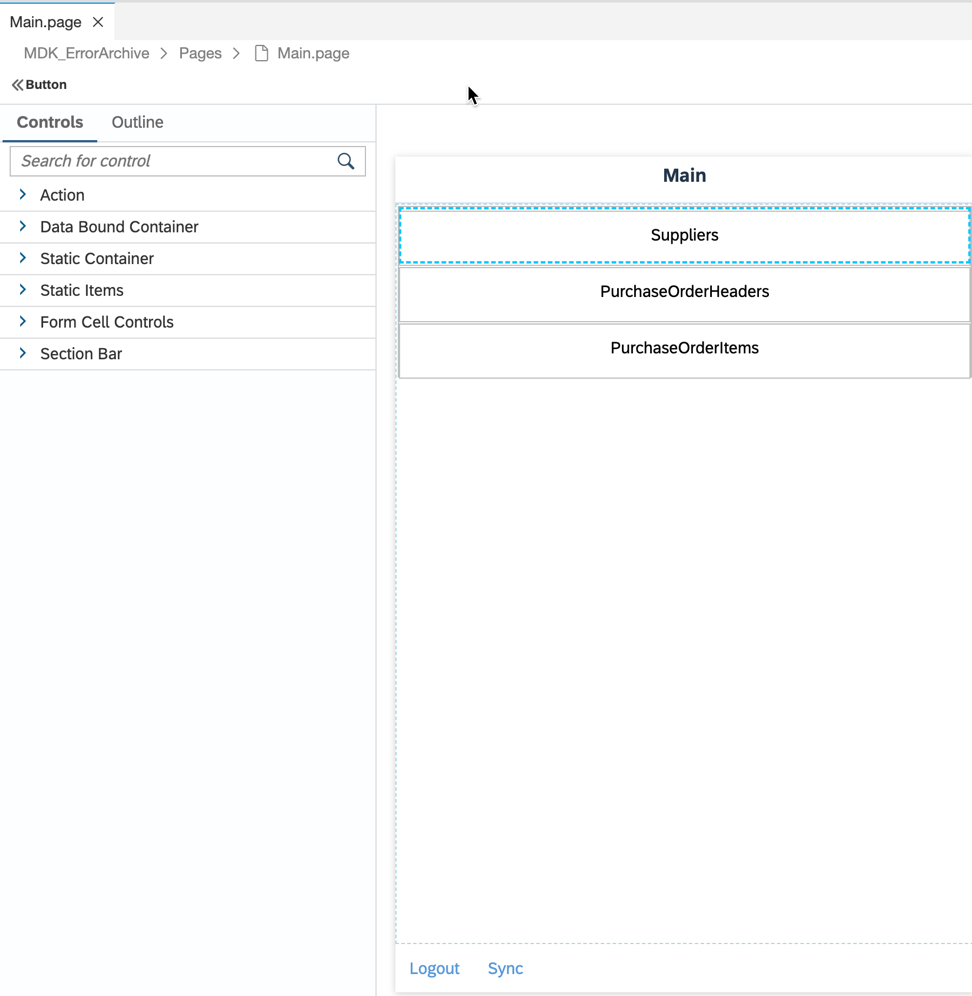 Main.page
MDK_ErrorArchive > Pages > Main.page
Button
Controls Outline
Search for control
Action
Data Bound Container
Static Container
Static Items
Form Cell Controls
Section Bar
Main
Suppliers
PurchaseOrderHeaders
PurchaseOrderItems
Logout Sync